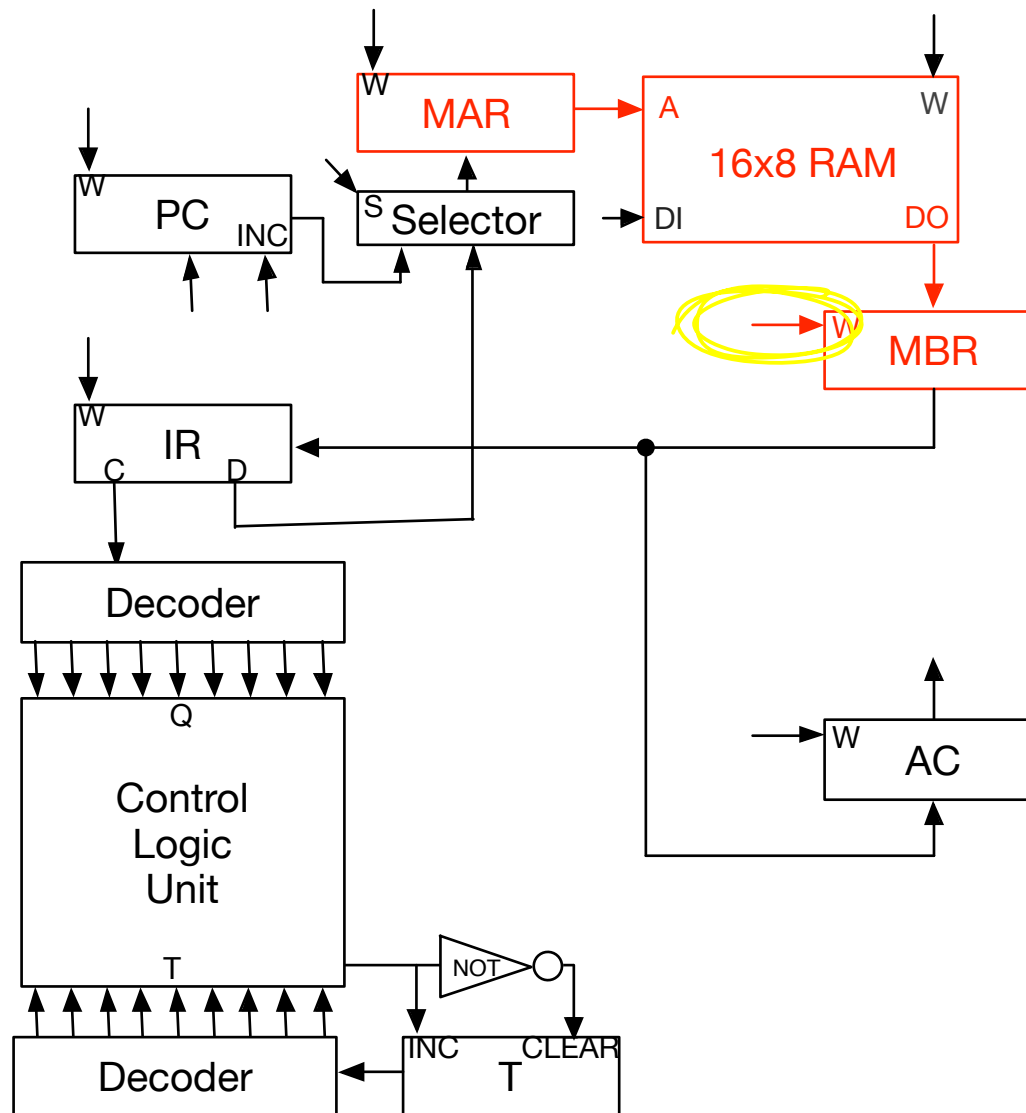 W
MAR
A
W
16x8 RAM
DI
DO
W
PC
INC
S
Selector
W
MBR
W
IR
C
D
Decoder
Q
Control
Logic
Unit
T
W
AC
NOT
INC
CLEAR
T
Decoder